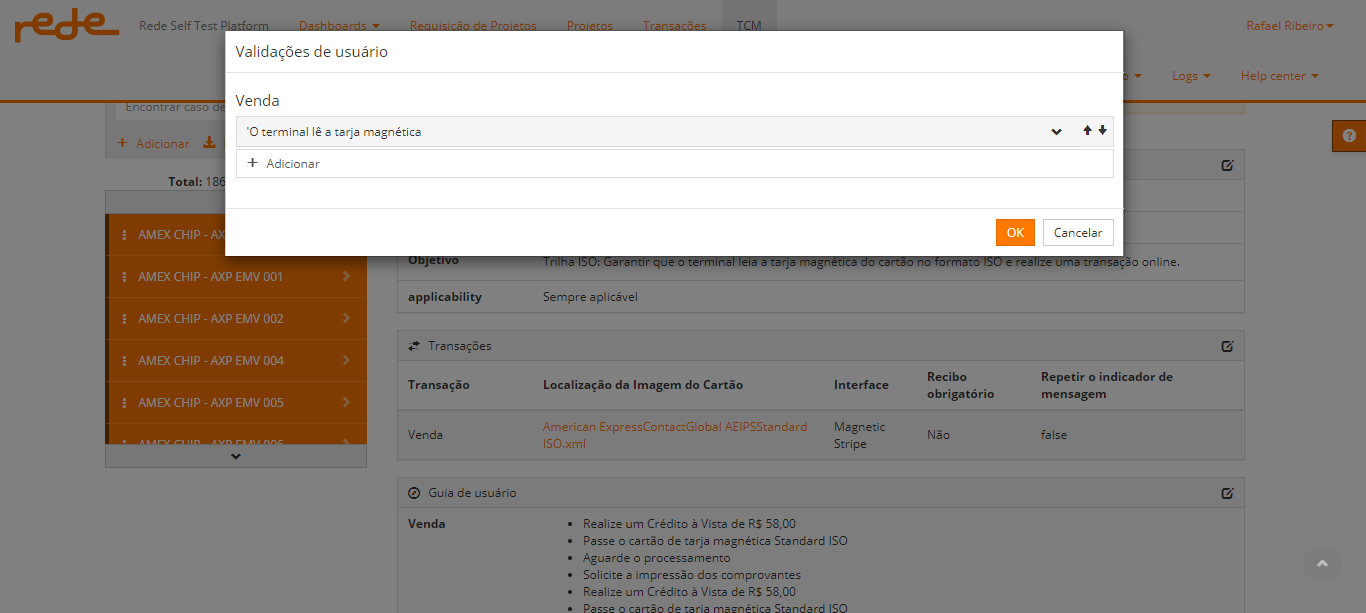 rede
Rede Self Test Platform
Dashboards
Requisição de Projetos
Projetos
Transações
TCM
Rafael Ribeiro
Validações de usuário
o
Logs
Help center
Venda
Encontrar caso de
'O terminal lê a tarja magnética
Adicionar
Adicionar
Total: 186
AMEX CHIP - AX
OK
Cancelar
Objetivo
Trilha ISO: Garantir que o terminal leia a tarja magnética do cartão no formato ISO e realize uma transação online.
AMEX CHIP - AXP EMV 001
applicability
Sempre aplicável
AMEX CHIP - AXP EMV 002
Transações
AMEX CHIP - AXP EMV 004
Transação
Localização da Imagem do Cartão
Interface
Recibo obrigatório
Repetir o indicador de mensagem
AMEX CHIP - AXP EMV 005
Venda
American ExpressContactGlobal AEIPSStandard ISO.xml
Magnetic Stripe
Não
false
AMEX CHIP - AXP EMV 006
Guia de usuário
Venda
Realize um Crédito à Vista de R$ 58,00
Passe o cartão de tarja magnética Standard ISO
Aguarde o processamento
Solicite a impressão dos comprovantes
Realize um Crédito à Vista de R$ 58,00
Passe o cartão de tarja magnética Standard ISO